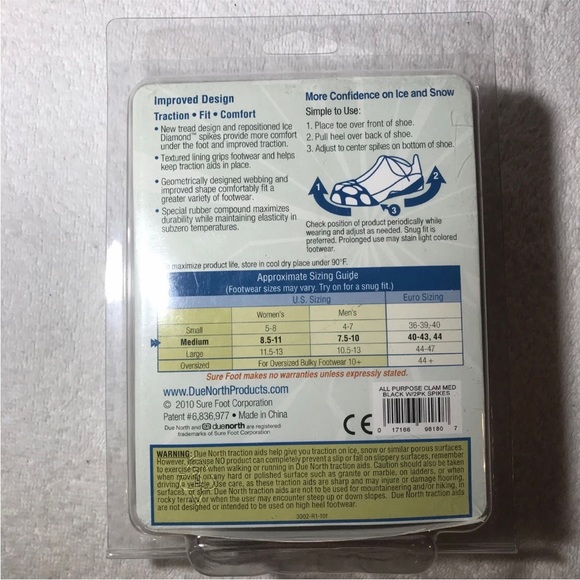 Improved Design
Traction • Fit • Comfort
• New tread design and repositioned Ice
Diamond™ spikes provide more comfort
under the foot and improved traction.
• Textured lining grips footwear and helps
keep traction aids in place.
• Geometrically designed webbing and
improved shape comfortably fit a
greater variety of footwear.
• Special rubber compound maximizes
durability while maintaining elasticity in
subzero temperatures.
More Confidence on Ice and Snow
Simple to Use:
1. Place toe over front of shoe.
2. Pull heel over back of shoe.
3. Adjust to center spikes on bottom of shoe.
1
2
3
Check position of product periodically while
wearing and adjust as needed. Snug fit is
preferred. Prolonged use may stain light colored
footwear.
maximize product life, store in cool dry place under 90°F.
Approximate Sizing Guide
(Footwear sizes may vary. Try on for a snug fit.)
U.S. Sizing Euro Sizing
Women's Men's
Small 5-8 4-7 36-39,-40
Medium 8.5-11 7.5-10 40-43, 44
Large 11.5-13 10.5-13 44-47
Oversized For Oversized Bulky Footwear 10+ 44 +
Sure Foot makes no warranties unless expressly stated.
www.DueNorthProducts.com
© 2010 Sure Foot Corporation
Patent #6,836,977 • Made in China
Due North and duenorth are registered
trademarks of Sure Foot Corporation.
CE
ALL PURPOSE CLAM MED
BLACK W/2PK SPIKES
0 17166 98180 7
WARNING: Due North traction aids help give you traction on ice, snow or similar porous surfaces.
However, because NO product can completely prevent a slip or fall on slippery surfaces, remember
to exercise care when walking or running in Due North traction aids. Caution should also be taken
when moving on any hard or polished surface such as granite or marble, on ladders, or when
driving a vehicle. Use care, as these traction aids are sharp and may injure or damage flooring,
surfaces, or skin. Due North traction aids are not to be used for mountaineering and/or hiking, in
rocky terrain or when the user may encounter steep up or down slopes. Due North traction aids
are not designed or intended to be used on high heel footwear.